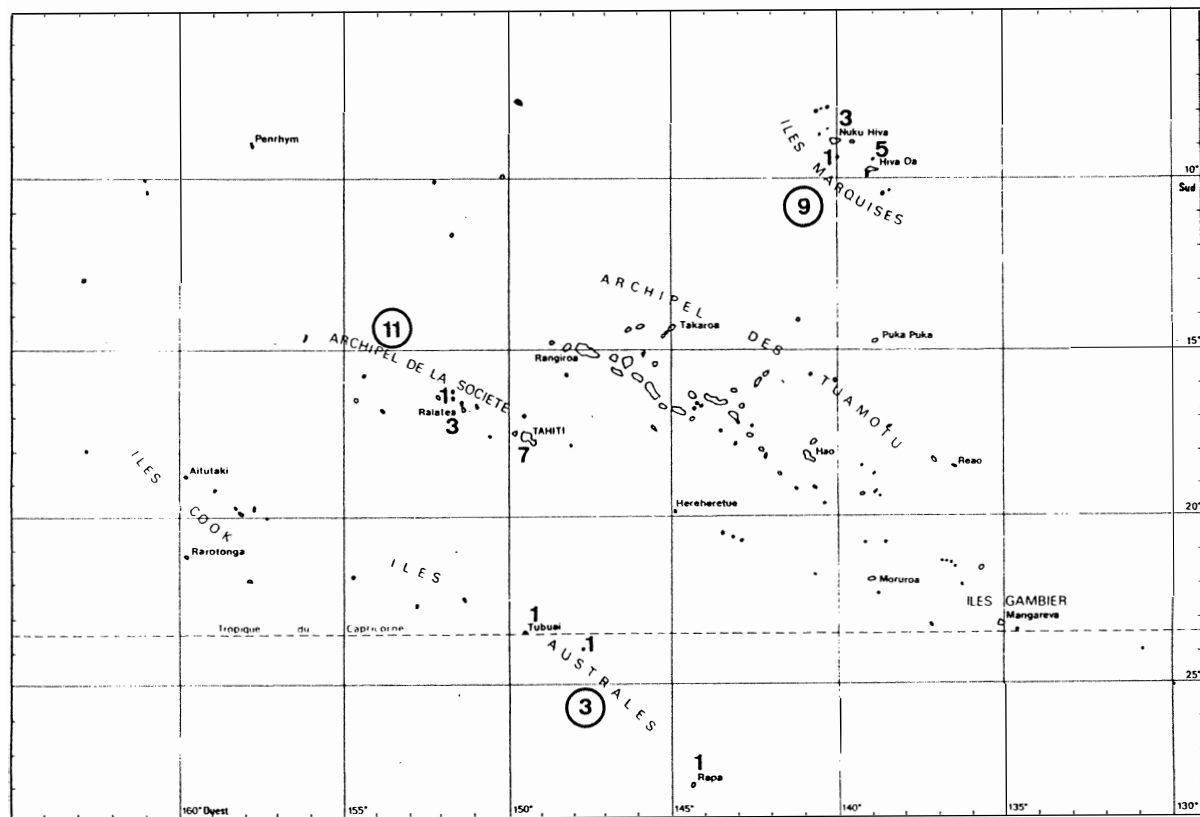 3
Nuku Hiva
Penrhym
5
1
Hiva Oa
ILES MARQUISES
10°
Sud
9
ARCHIPEL DES TUAMOTU
11
Takaroa
Puka Puka
ARCHIPEL DE LA SOCIETE
15°
Rangiroa
1
Raiatea
3
TAHITI
7
Hao
Reao
ILES COOK
Aitutaki
Hereheretue
20°
Rarotonga
ILES AUSTRALES
Moruroa
ILES GAMBIER
Mangareva
1
Tubuai
Tropique du Capricorne
1
25°
3
1
Rapa
160° Ouest
155°
150°
145°
140°
135°
130°